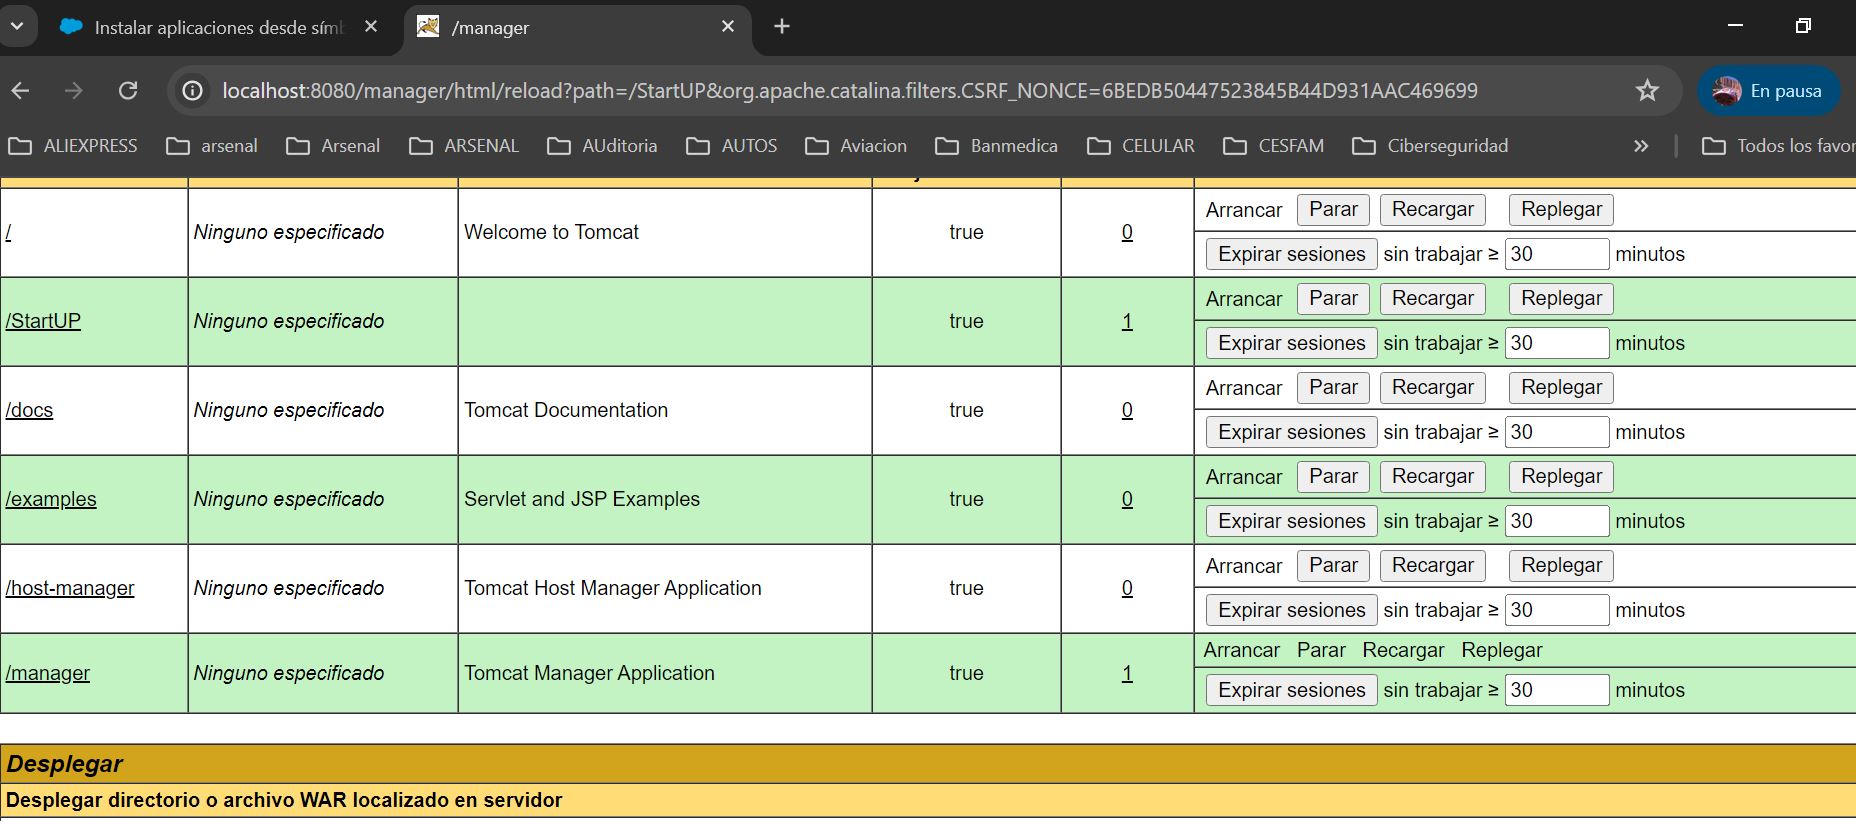 Instalar aplicaciones desde símb
/manager
localhost:8080/manager/html/reload?path=/StartUP&org.apache.catalina.filters.CSRF_NONCE=6BEDB50447523845B44D931AAC469699
En pausa
ALIEXPRESS arsenal Arsenal ARSENAL AUditoria AUTOS Aviacion Banmedica CELULAR CESFAM Ciberseguridad » Todos los favor
/ Ninguno especificado Welcome to Tomcat true 0 Arrancar Parar Recargar Replegar
Expirar sesiones sin trabajar ≥ 30 minutos
/StartUP Ninguno especificado true 1 Arrancar Parar Recargar Replegar
Expirar sesiones sin trabajar ≥ 30 minutos
/docs Ninguno especificado Tomcat Documentation true 0 Arrancar Parar Recargar Replegar
Expirar sesiones sin trabajar ≥ 30 minutos
/examples Ninguno especificado Servlet and JSP Examples true 0 Arrancar Parar Recargar Replegar
Expirar sesiones sin trabajar ≥ 30 minutos
/host-manager Ninguno especificado Tomcat Host Manager Application true 0 Arrancar Parar Recargar Replegar
Expirar sesiones sin trabajar ≥ 30 minutos
/manager Ninguno especificado Tomcat Manager Application true 1 Arrancar Parar Recargar Replegar
Expirar sesiones sin trabajar ≥ 30 minutos
Desplegar
Desplegar directorio o archivo WAR localizado en servidor